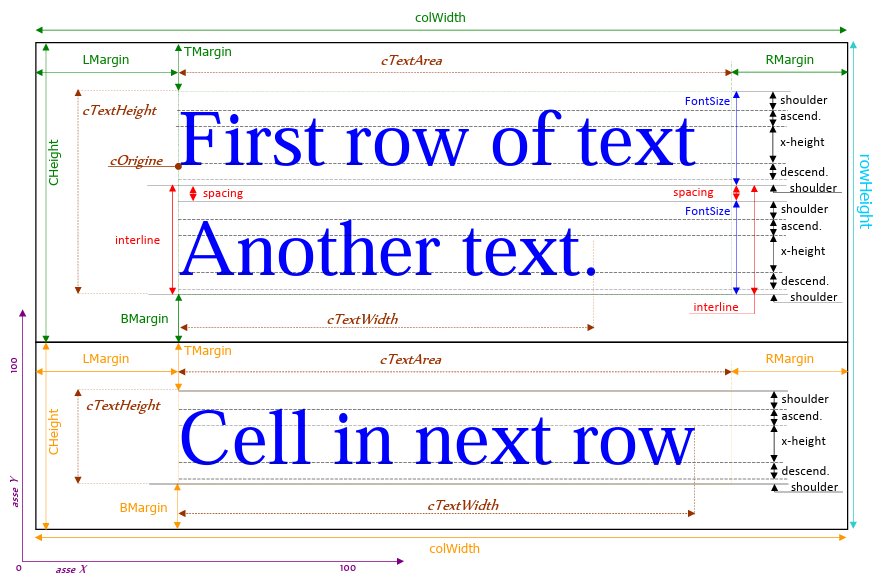 colWidth
LMargin
TMargin
cTextArea
RMargin
cTextHeight
FontSize
shoulder
ascend.
First row of text
x-height
CHeight
cOrigine
descend.
shoulder
rowHeight
spacing
spacing
FontSize
shoulder
ascend.
interline
Another text.
x-height
descend.
shoulder
interline
BMargin
cTextWidth
LMargin
TMargin
cTextArea
RMargin
100
cTextHeight
shoulder
ascend.
CHeight
Cell in next row
x-height
descend.
shoulder
asse Y
BMargin
cTextWidth
colWidth
0
asse X
100